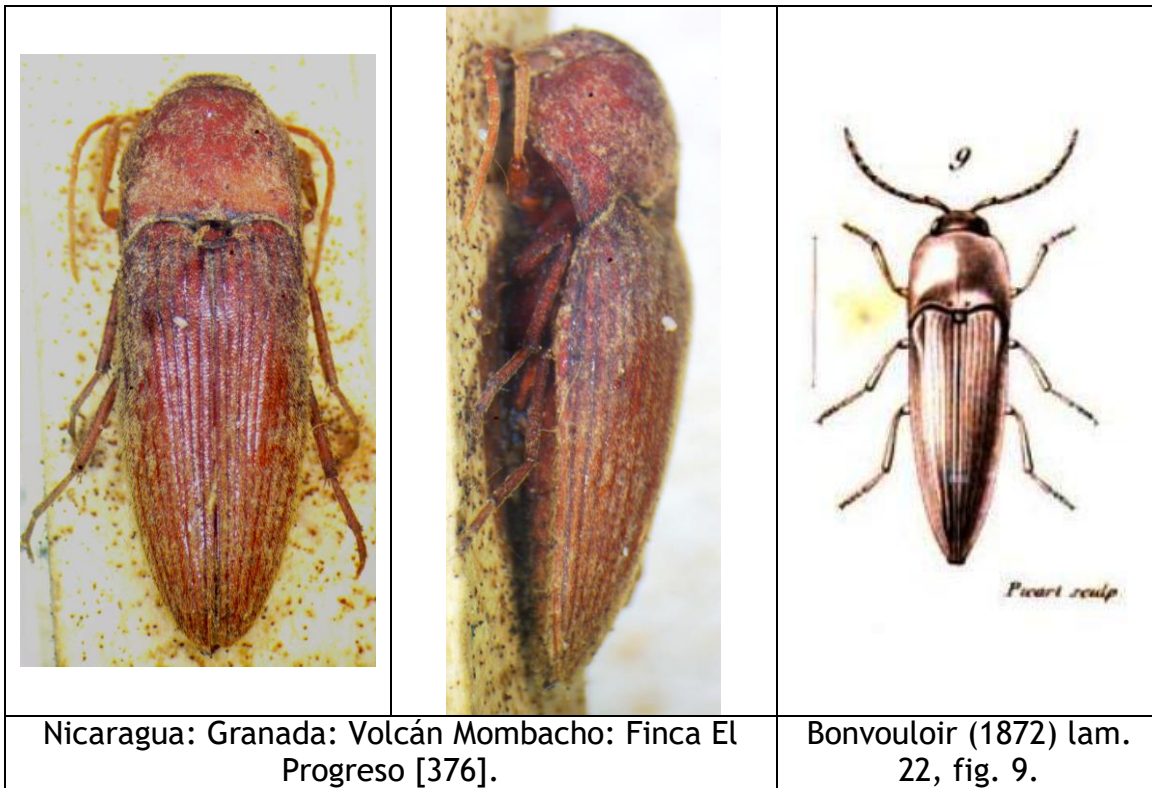 9
Picart sculp
Nicaragua: Granada: Volcán Mombacho: Finca El
Progreso [376].
Bonvouloir (1872) lam.
22, fig. 9.